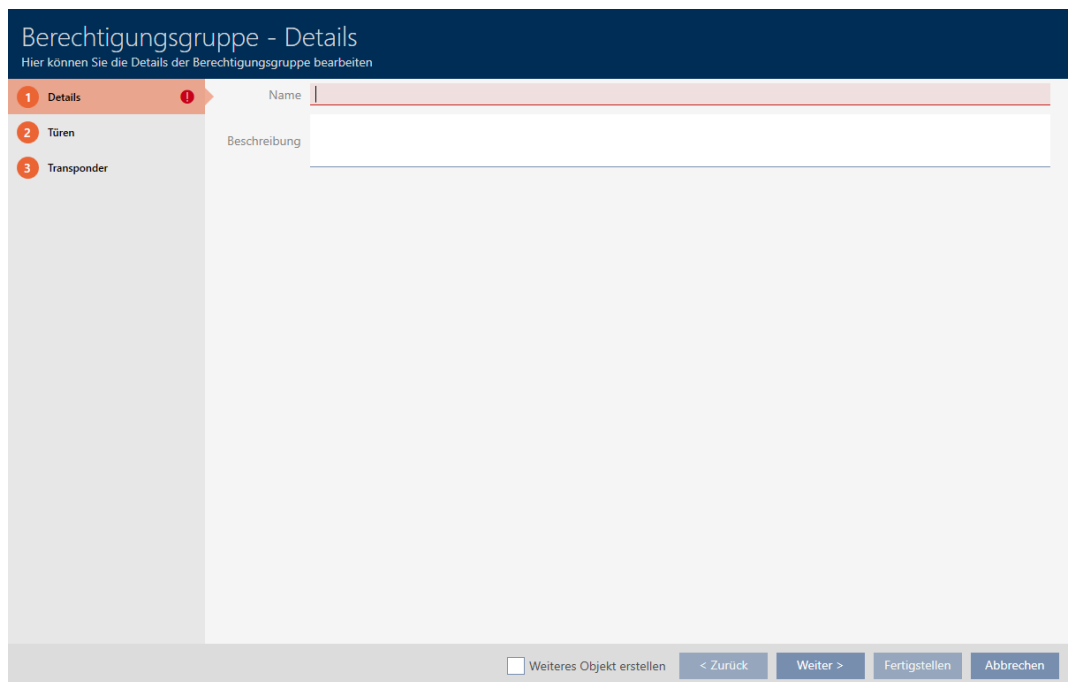 Berechtigungsgruppe - Details
Hier können Sie die Details der Berechtigungsgruppe bearbeiten
1 Details !
Name
2 Türen
Beschreibung
3 Transponder
Weiteres Objekt erstellen < Zurück Weiter > Fertigstellen Abbrechen